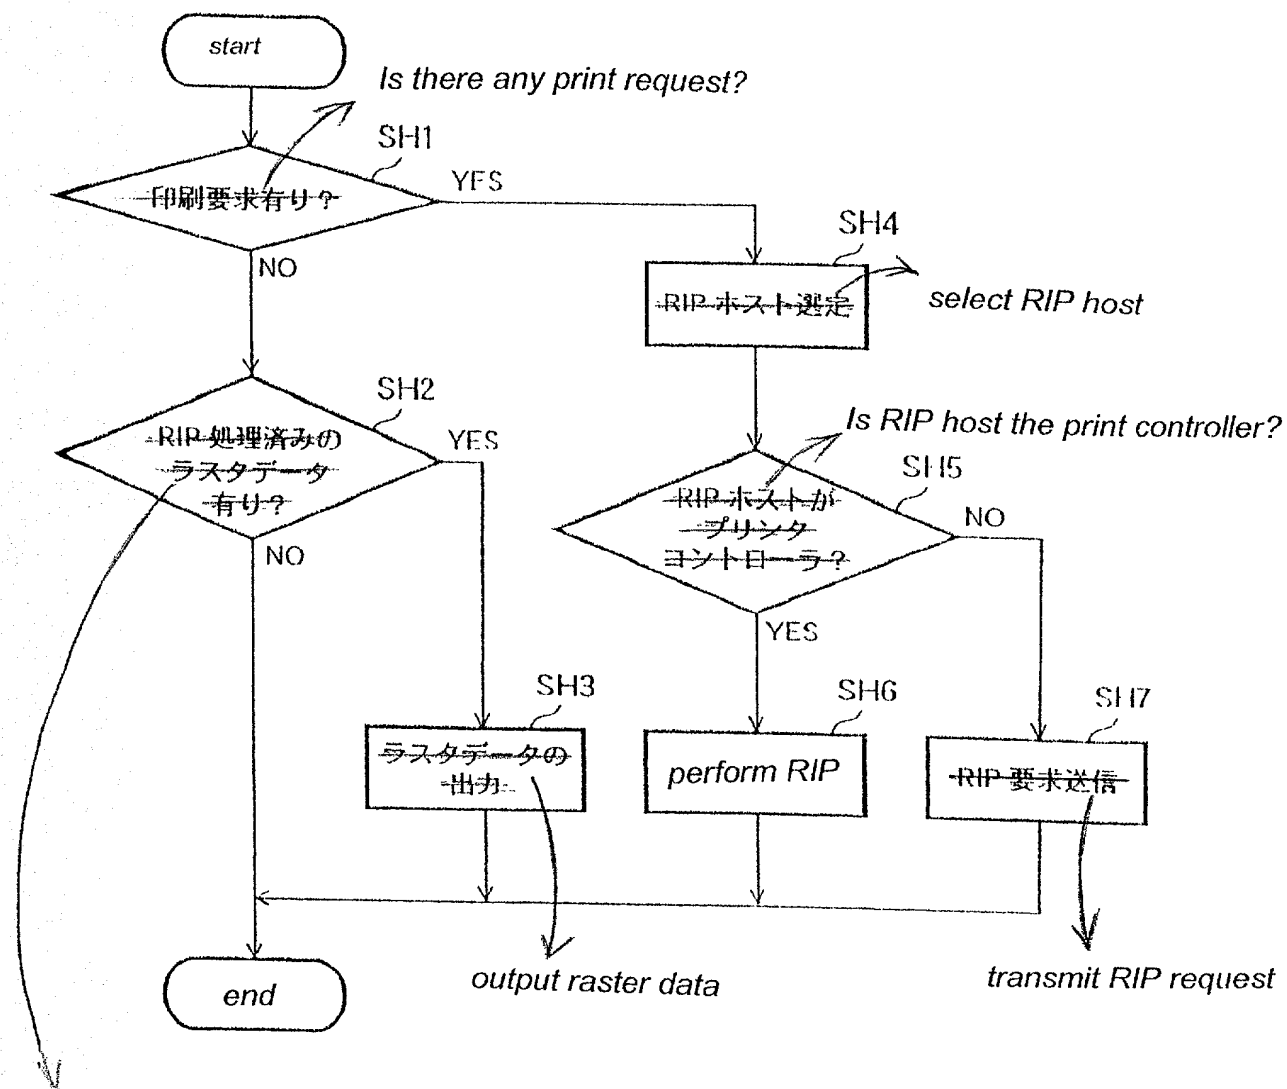 start
Is there any print request?
SH1
印刷要求有り？
YES
NO
SH4
RIP ホスト選定
select RIP host
SH2
RIP 処理済みの
ラスタデータ
有り？
YES
NO
Is RIP host the print controller?
SH5
RIP ホストが
プリンタ
コントローラ？
NO
YES
SH3
ラスタデータの
出力
SH6
perform RIP
SH7
RIP 要求送信
output raster data
transmit RIP request
end